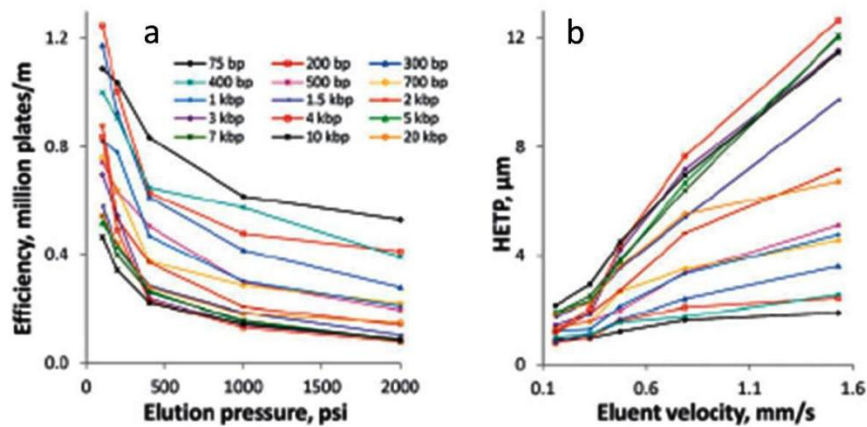 a
75 bp 200 bp 300 bp
400 bp 500 bp 700 bp
1 kbp 1.5 kbp 2 kbp
3 kbp 4 kbp 5 kbp
7 kbp 10 kbp 20 kbp
Efficiency, million plates/m
1.2
0.8
0.4
0.0
0 500 1000 1500 2000
Elution pressure, psi
b
HETP, μm
12
8
4
0
0.1 0.6 1.1 1.6
Eluent velocity, mm/s